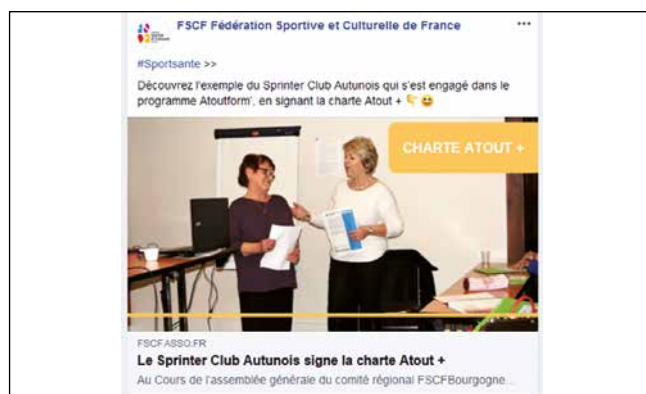 FSCF Fédération Sportive et Culturelle de France
#Sportsante >>
Découvrez l'exemple du Sprinter Club Autunois qui s'est engagé dans le
programme Atoutform', en signant la charte Atout + 👇 😃
CHARTE ATOUT +
FSCF.ASSO.FR
Le Sprinter Club Autunois signe la charte Atout +
Au Cours de l'assemblée générale du comité régional FSCFBourgogne...